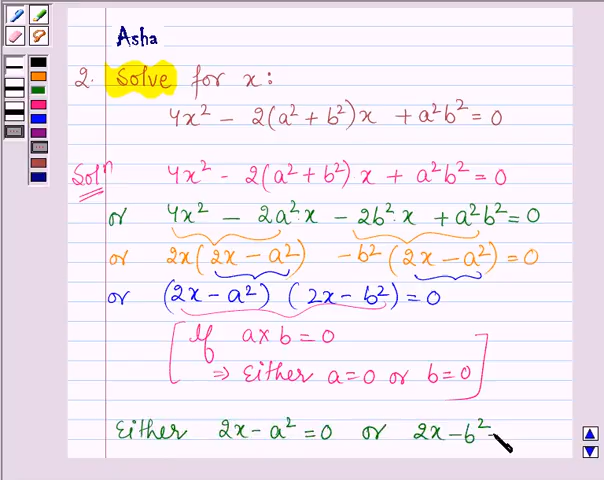 Asha
2. Solve for x:
4x² - 2(a² + b²)x + a²b² = 0
Solⁿ 4x² - 2(a² + b²) x + a²b² = 0
or 4x² - 2a²·x - 2b²·x + a²b² = 0
or 2x(2x - a²) - b²(2x - a²) = 0
or (2x - a²) (2x - b²) = 0
[If a×b = 0
⇒ Either a=0 or b=0]
Either 2x - a² = 0 or 2x - b² -